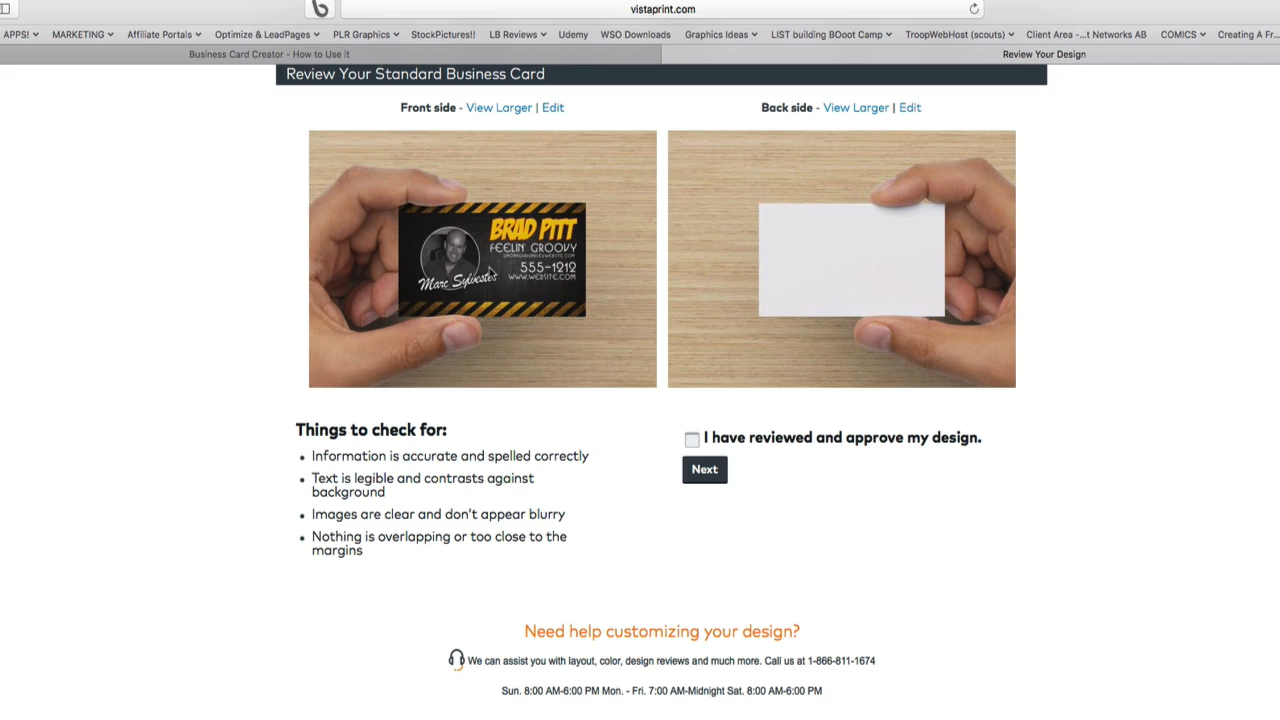 vistaprint.com
APPS! MARKETING Affiliate Portals Optimize & LeadPages PLR Graphics StockPictures!! LB Reviews Udemy WSO Downloads Graphics Ideas LIST building BOoot Camp TroopWebHost (scouts) Client Area -...t Networks AB COMICS Creating A Fr...
Business Card Creator - How to Use it Review Your Design
Review Your Standard Business Card
Front side - View Larger | Edit
Back side - View Larger | Edit
BRAD PITT
FEELIN' GROOVY
555-1212
WWW.WEBSITE.COM
Marc Sylvester
Things to check for:
• Information is accurate and spelled correctly
• Text is legible and contrasts against
background
• Images are clear and don't appear blurry
• Nothing is overlapping or too close to the
margins
I have reviewed and approve my design.
Next
Need help customizing your design?
We can assist you with layout, color, design reviews and much more. Call us at 1-866-811-1674
Sun. 8:00 AM-6:00 PM Mon. - Fri. 7:00 AM-Midnight Sat. 8:00 AM-6:00 PM